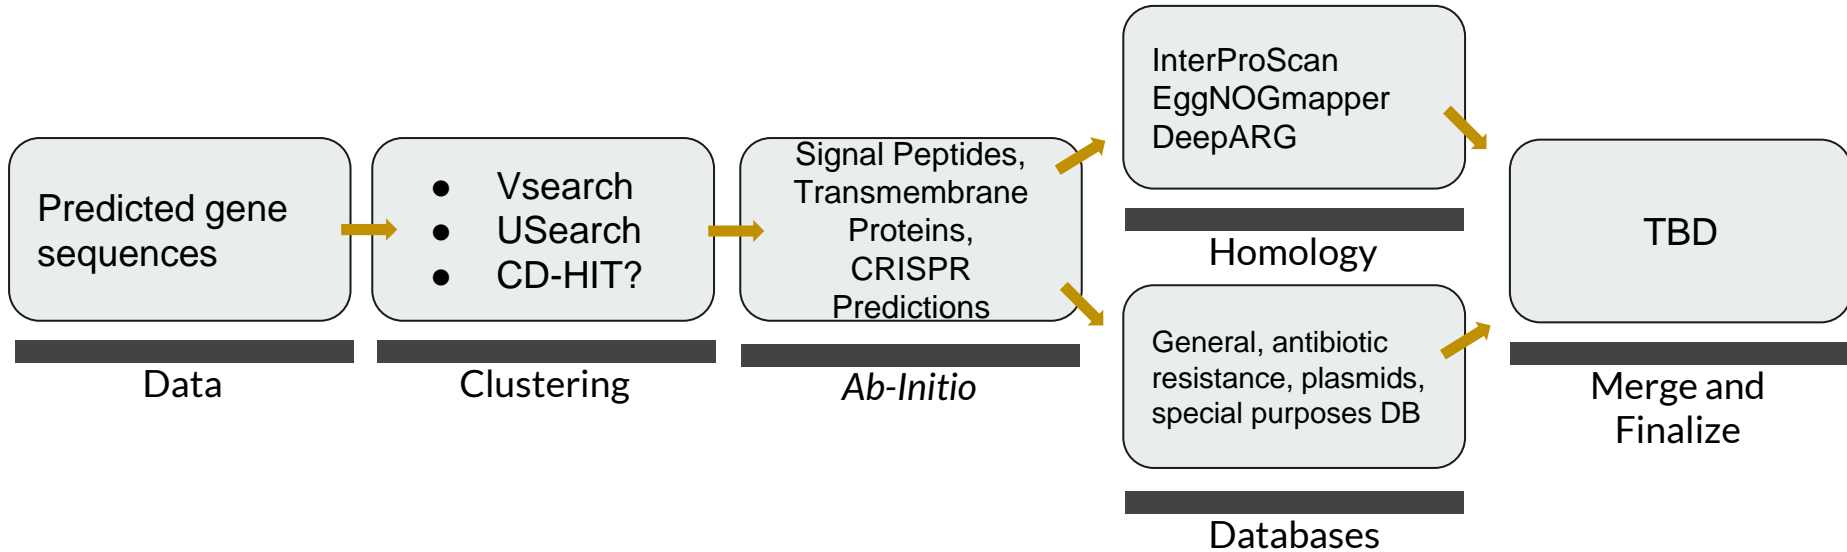 Predicted gene
sequences
Data
● Vsearch
● USearch
● CD-HIT?
Clustering
Signal Peptides,
Transmembrane
Proteins,
CRISPR
Predictions
Ab-Initio
InterProScan
EggNOGmapper
DeepARG
Homology
General, antibiotic
resistance, plasmids,
special purposes DB
Databases
TBD
Merge and
Finalize